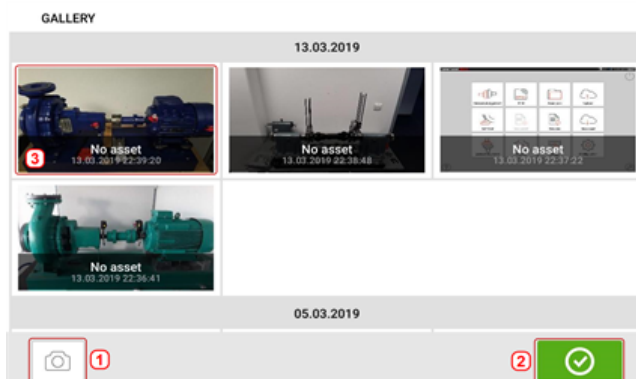 GALLERY
13.03.2019
No asset
13.03.2019 22:39:20
3
No asset
13.03.2019 22:38:48
No asset
13.03.2019 22:37:22
No asset
13.03.2019 22:36:41
05.03.2019
1
2